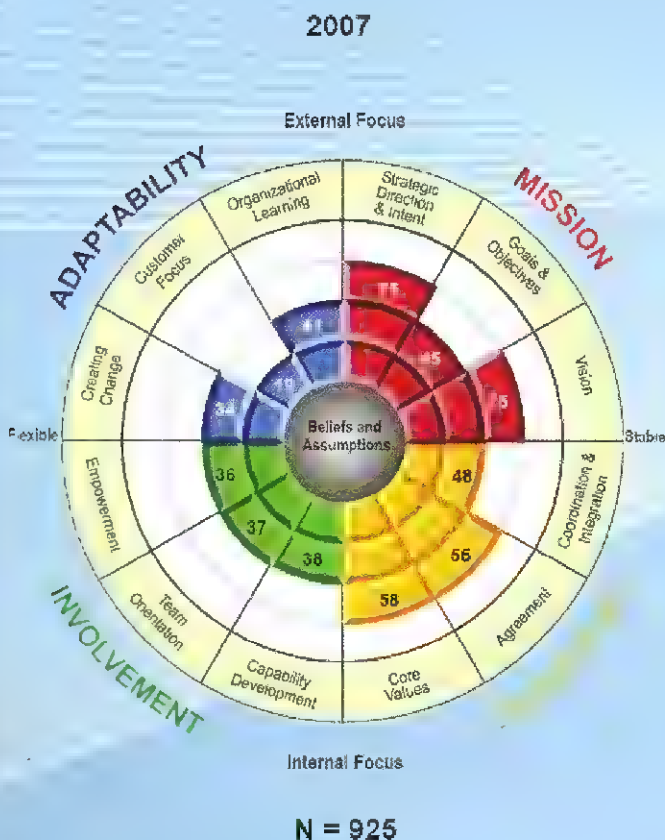 2007
External Focus
ADAPTABILITY
MISSION
Organizational
Learning
Strategic
Direction
& Intent
Customer
Focus
Goals &
Objectives
Creating
Change
Vision
41
45
34
Beliefs and
Assumptions
Flexible
Stable
36
48
37
38
56
58
Empowerment
Coordination &
Integration
Team
Orientation
Agreement
Capability
Development
Core
Values
INVOLVEMENT
Internal Focus
N = 925